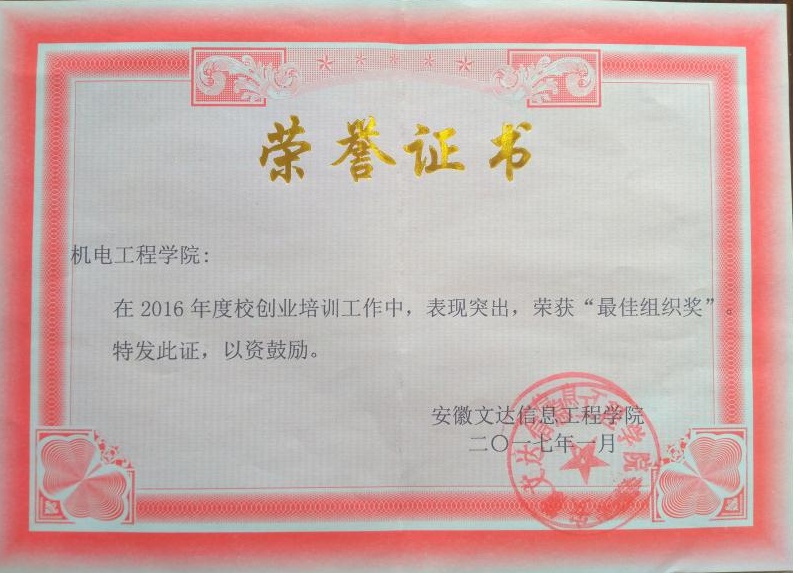 荣誉证书
机电工程学院:
在 2016 年度校创业培训工作中，表现突出，荣获“最佳组织奖”。
特发此证，以资鼓励。
安徽文达信息工程学院
二〇一七年一月